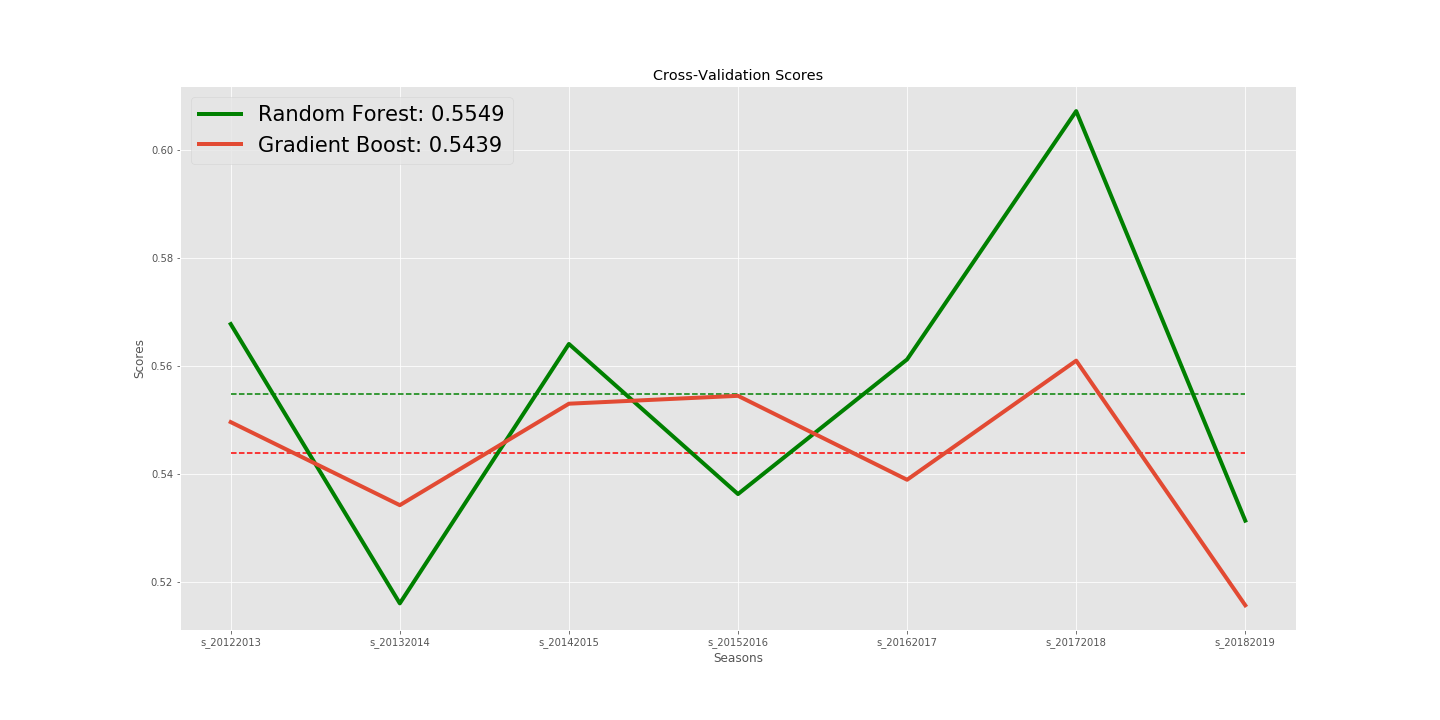 Cross-Validation Scores
Random Forest: 0.5549
Gradient Boost: 0.5439
0.60
0.58
0.56
0.54
0.52
Scores
s_20122013 s_20132014 s_20142015 s_20152016 s_20162017 s_20172018 s_20182019
Seasons